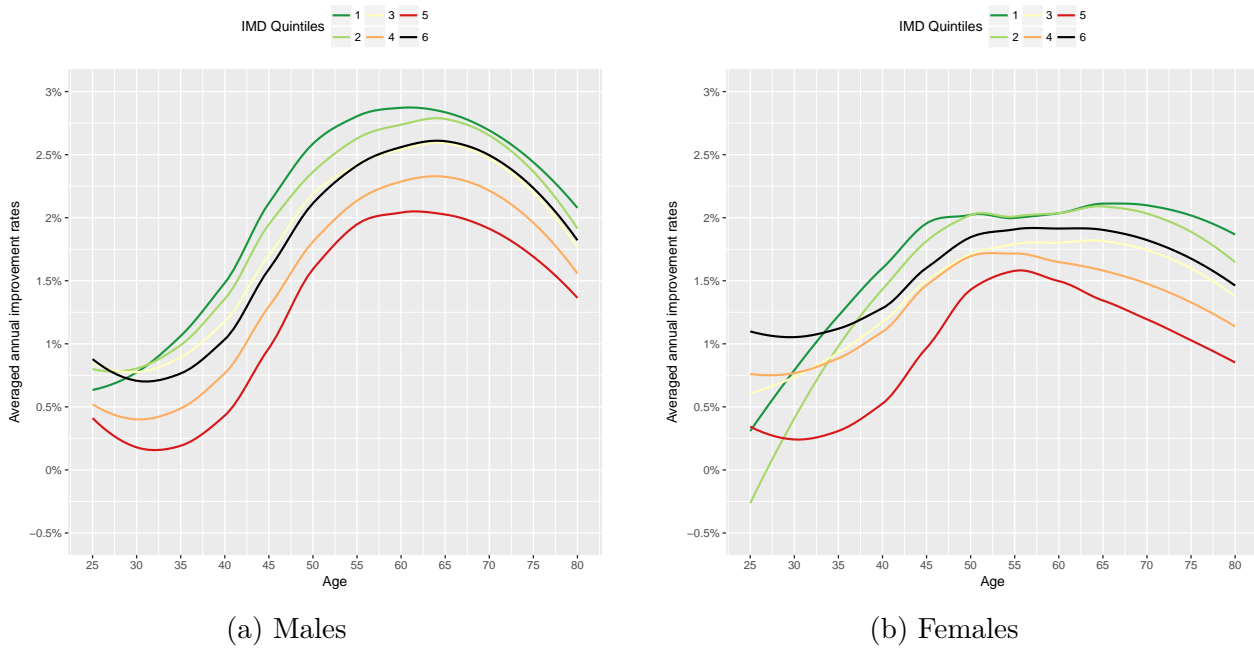 IMD Quintiles
1 3 5
2 4 6
3%
2.5%
2%
1.5%
1%
0.5%
0%
−0.5%
Averaged annual improvement rates
25 30 35 40 45 50 55 60 65 70 75 80
Age
(a) Males
IMD Quintiles
1 3 5
2 4 6
3%
2.5%
2%
1.5%
1%
0.5%
0%
−0.5%
Averaged annual improvement rates
25 30 35 40 45 50 55 60 65 70 75 80
Age
(b) Females